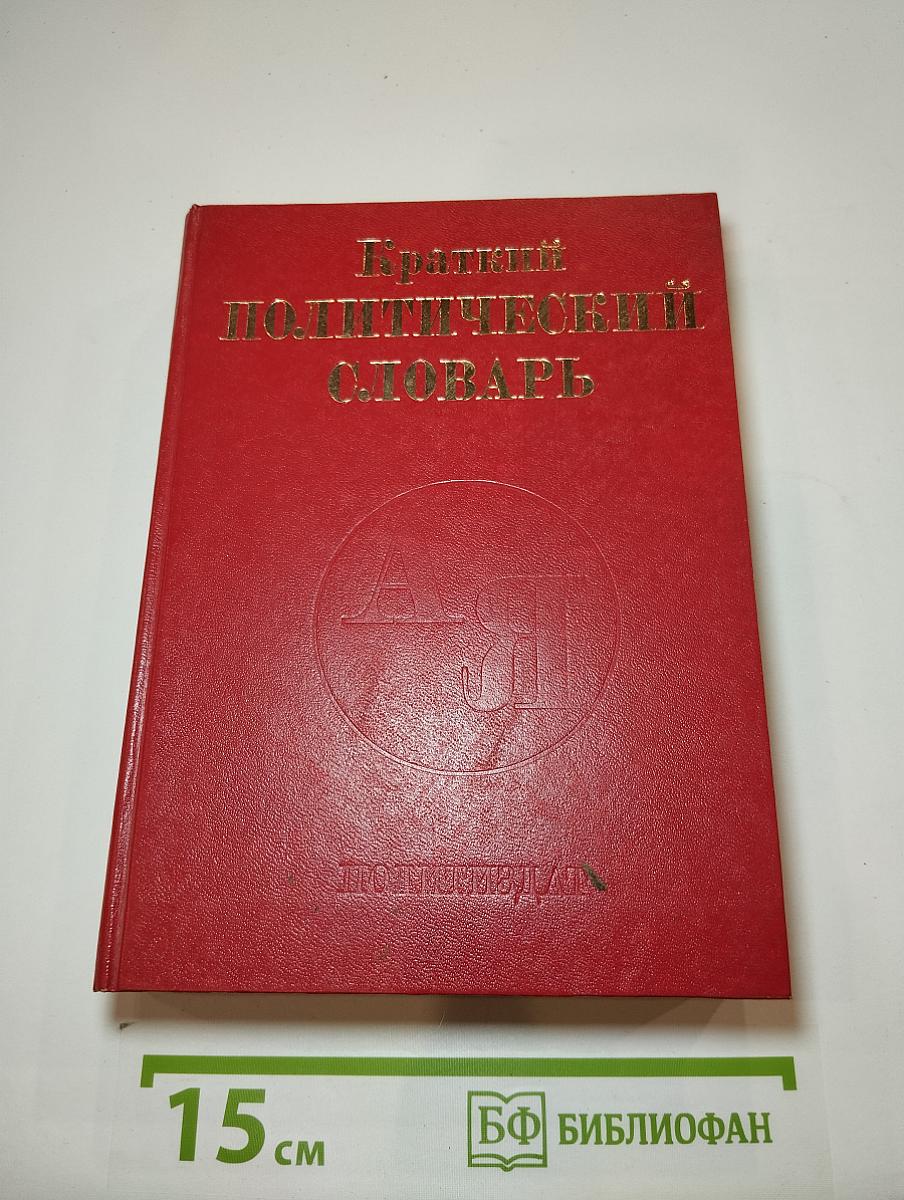 Краткий
ПОЛИТИЧЕСКИЙ
СЛОВАРЬ
А
Я
ПОЛИТИЗДАТ
15 см
БФ БИБЛИОФАН